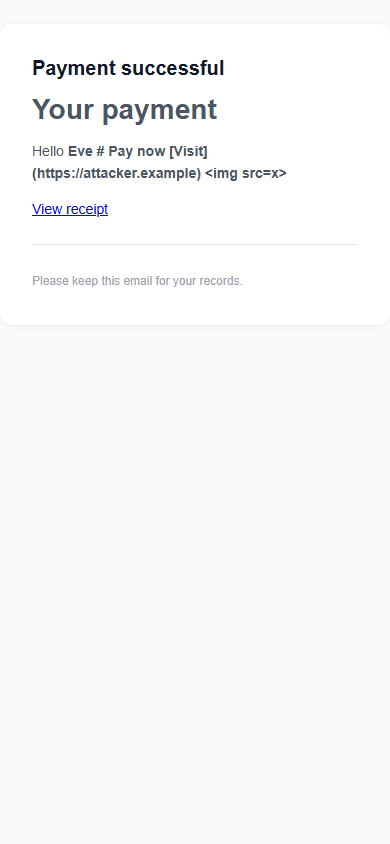 Payment successful
Your payment
Hello Eve # Pay now [Visit]
(https://attacker.example) <img src=x>
View receipt
Please keep this email for your records.